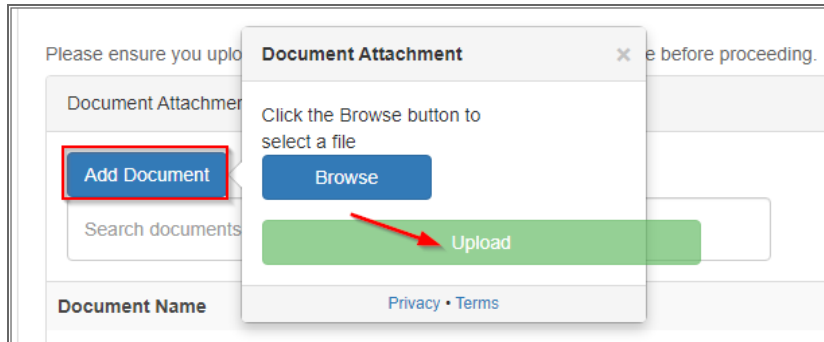 Please ensure you uplo
e before proceeding.
Document Attachmen
Add Document
Search documents
Document Name
Document Attachment ×
Click the Browse button to
select a file
Browse
Upload
Privacy • Terms